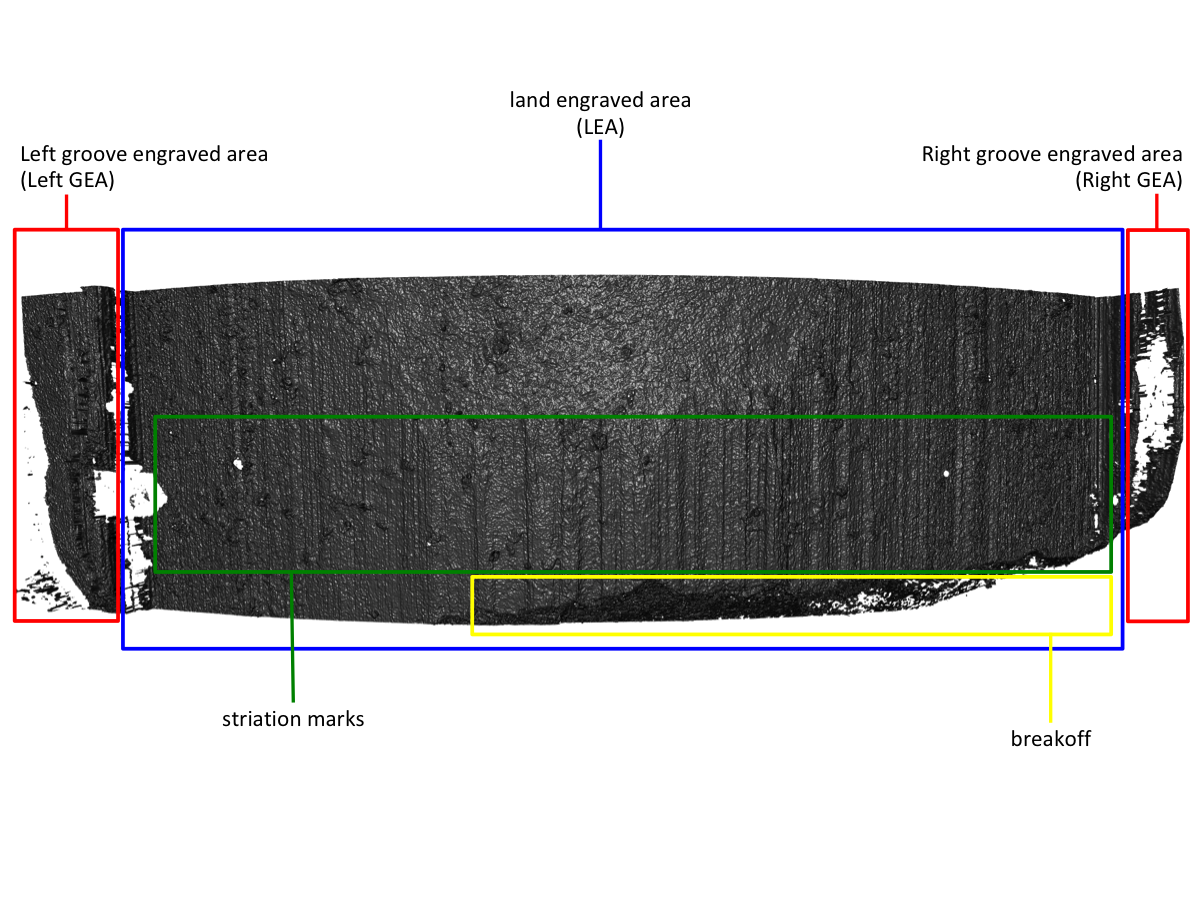 land engraved area
(LEA)
Left groove engraved area
(Left GEA)
Right groove engraved area
(Right GEA)
striation marks
breakoff